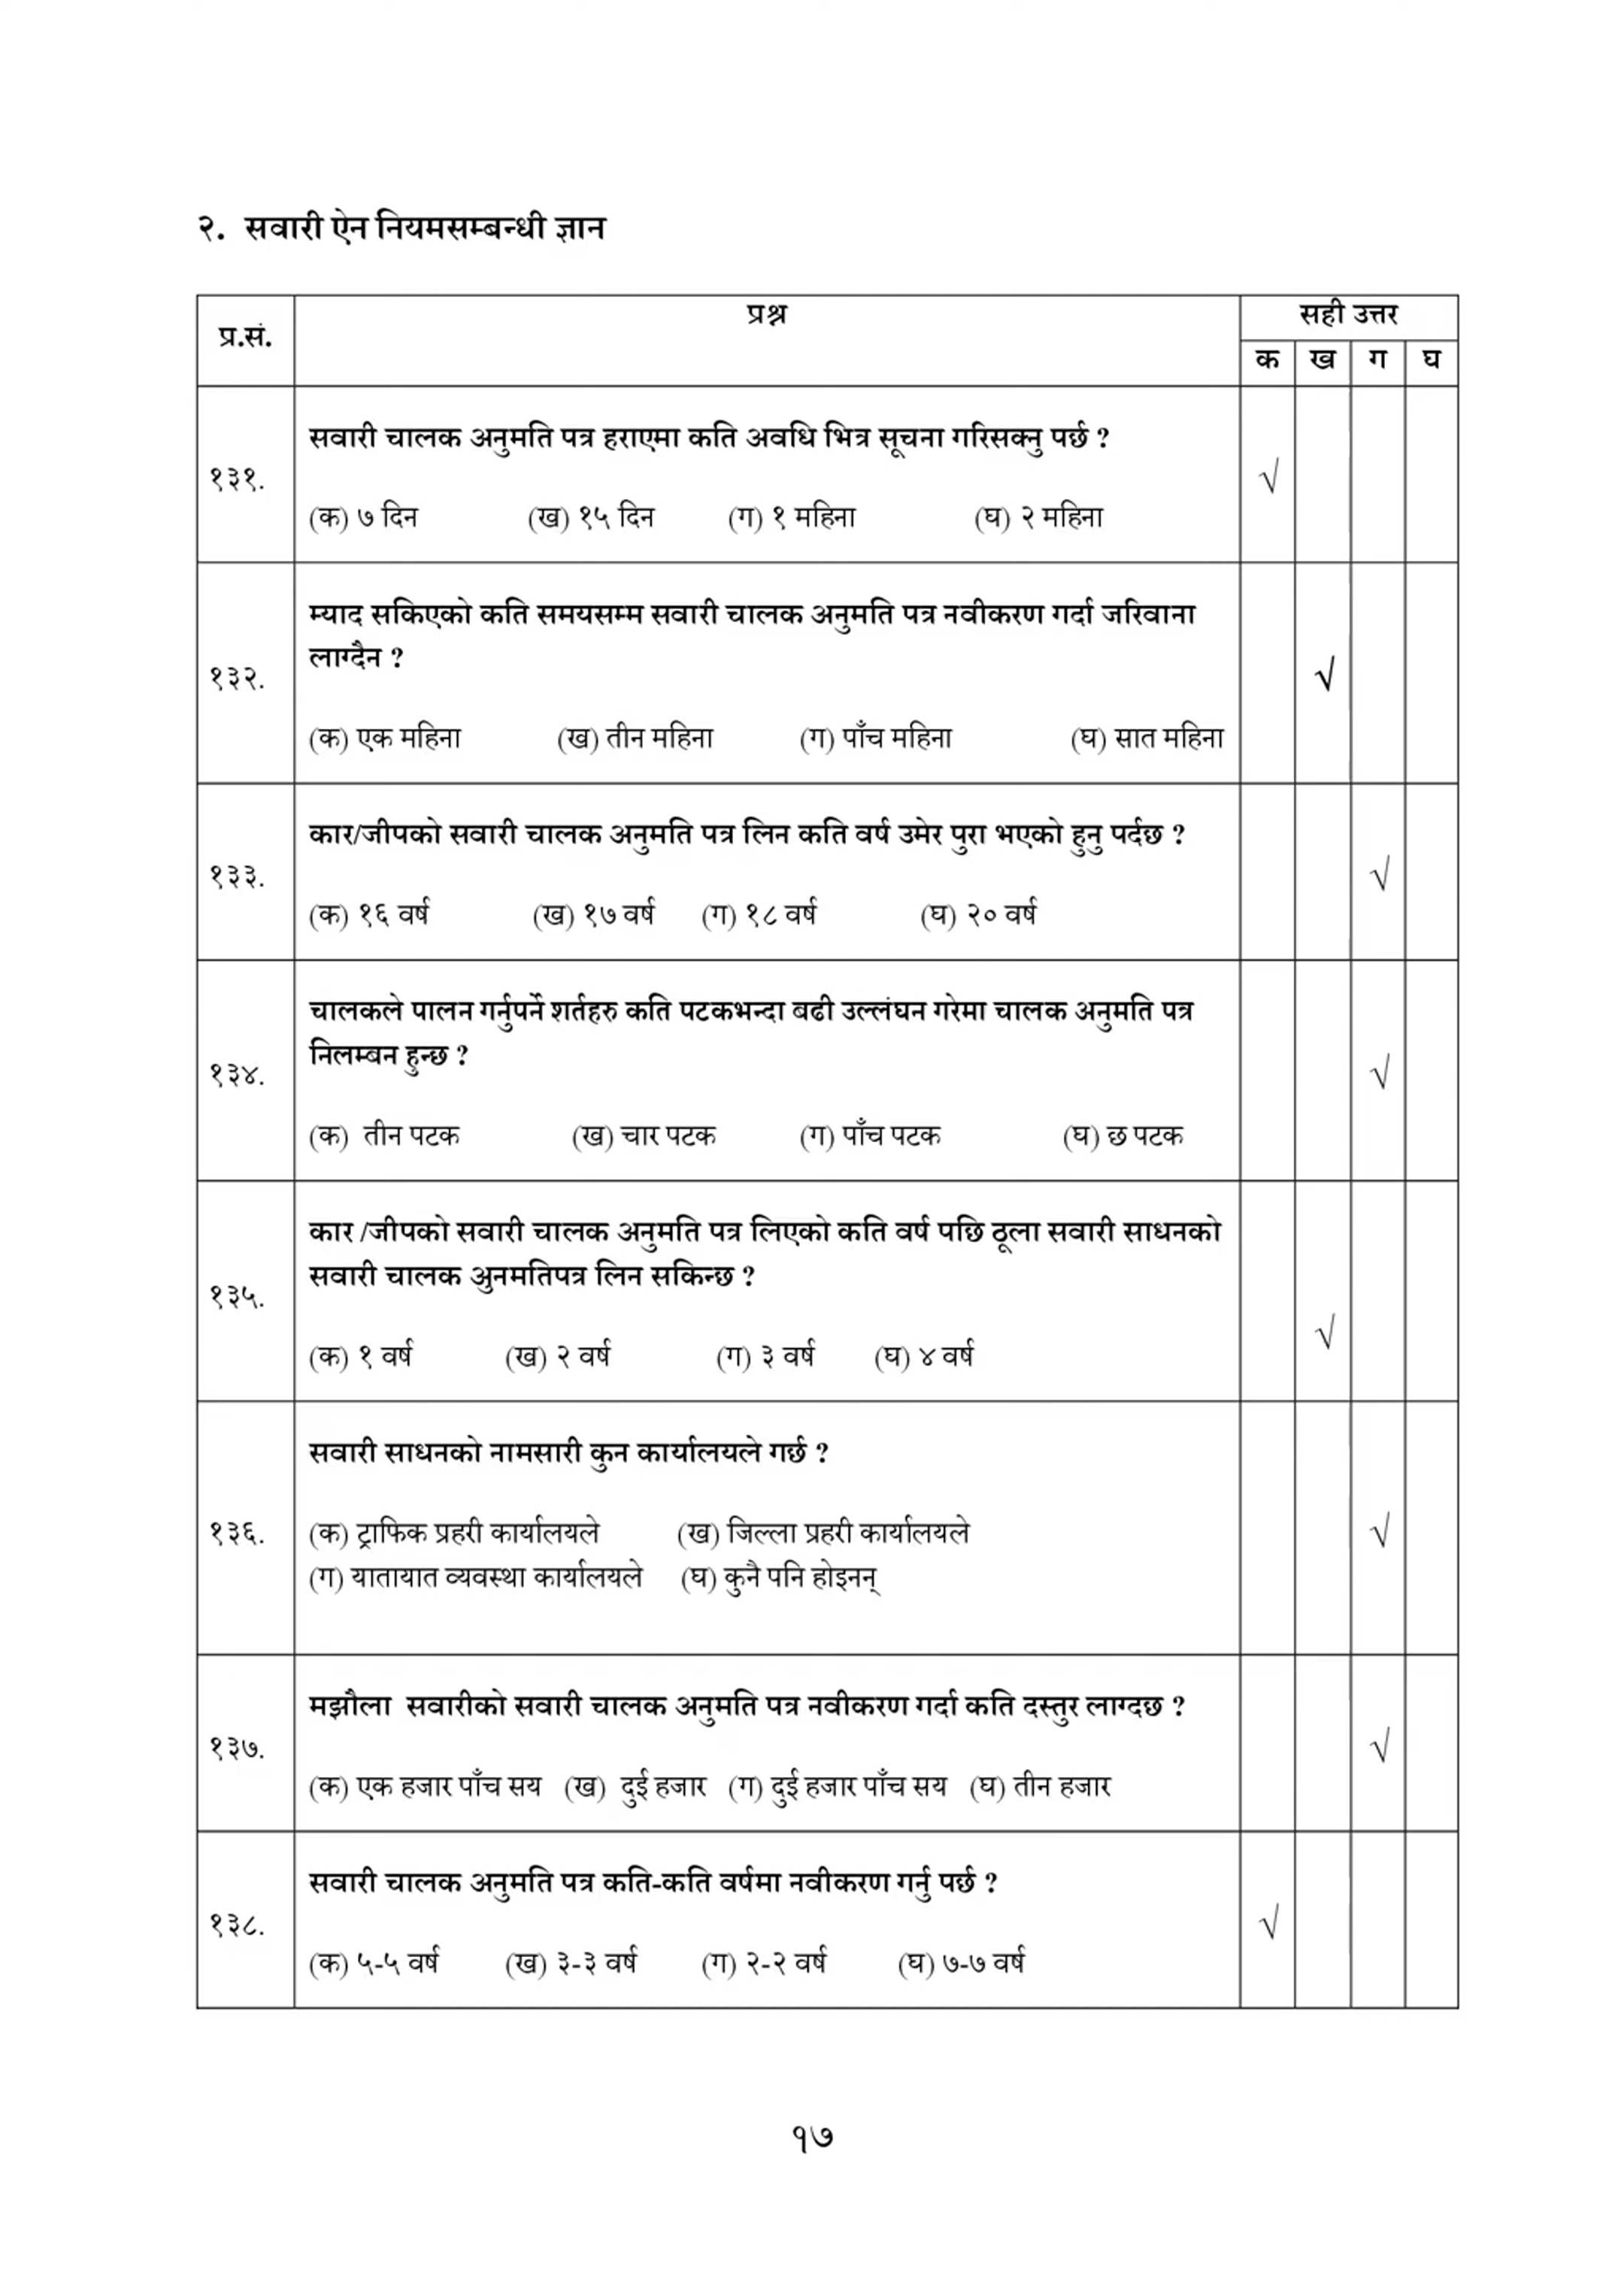 २. सवारी ऐन नियमसम्बन्धी ज्ञान
प्र.सं. प्रश्न सही उत्तर
क ख ग घ
सवारी चालक अनुमति पत्र हराएमा कति अवधि भित्र सूचना गरिसक्नु पर्छ ?
१३१. √
(क) ७ दिन (ख) १५ दिन (ग) १ महिना (घ) २ महिना
म्याद सकिएको कति समयसम्म सवारी चालक अनुमति पत्र नवीकरण गर्दा जरिवाना
लाग्दैन ?
१३२. √
(क) एक महिना (ख) तीन महिना (ग) पाँच महिना (घ) सात महिना
कार/जीपको सवारी चालक अनुमति पत्र लिन कति वर्ष उमेर पुरा भएको हुनु पर्दछ ?
१३३. √
(क) १६ वर्ष (ख) १७ वर्ष (ग) १८ वर्ष (घ) २० वर्ष
चालकले पालन गर्नुपर्ने शर्तहरु कति पटकभन्दा बढी उल्लंघन गरेमा चालक अनुमति पत्र
निलम्बन हुन्छ ?
१३४. √
(क) तीन पटक (ख) चार पटक (ग) पाँच पटक (घ) छ पटक
कार /जीपको सवारी चालक अनुमति पत्र लिएको कति वर्ष पछि ठूला सवारी साधनको
सवारी चालक अुनमतिपत्र लिन सकिन्छ ?
१३५. √
(क) १ वर्ष (ख) २ वर्ष (ग) ३ वर्ष (घ) ४ वर्ष
सवारी साधनको नामसारी कुन कार्यालयले गर्छ ?
१३६. (क) ट्राफिक प्रहरी कार्यालयले (ख) जिल्ला प्रहरी कार्यालयले √
(ग) यातायात व्यवस्था कार्यालयले (घ) कुनै पनि होइनन्
मझौला सवारीको सवारी चालक अनुमति पत्र नवीकरण गर्दा कति दस्तुर लाग्दछ ?
१३७. √
(क) एक हजार पाँच सय (ख) दुई हजार (ग) दुई हजार पाँच सय (घ) तीन हजार
सवारी चालक अनुमति पत्र कति-कति वर्षमा नवीकरण गर्नु पर्छ ?
१३८. √
(क) ५-५ वर्ष (ख) ३-३ वर्ष (ग) २-२ वर्ष (घ) ७-७ वर्ष
१७